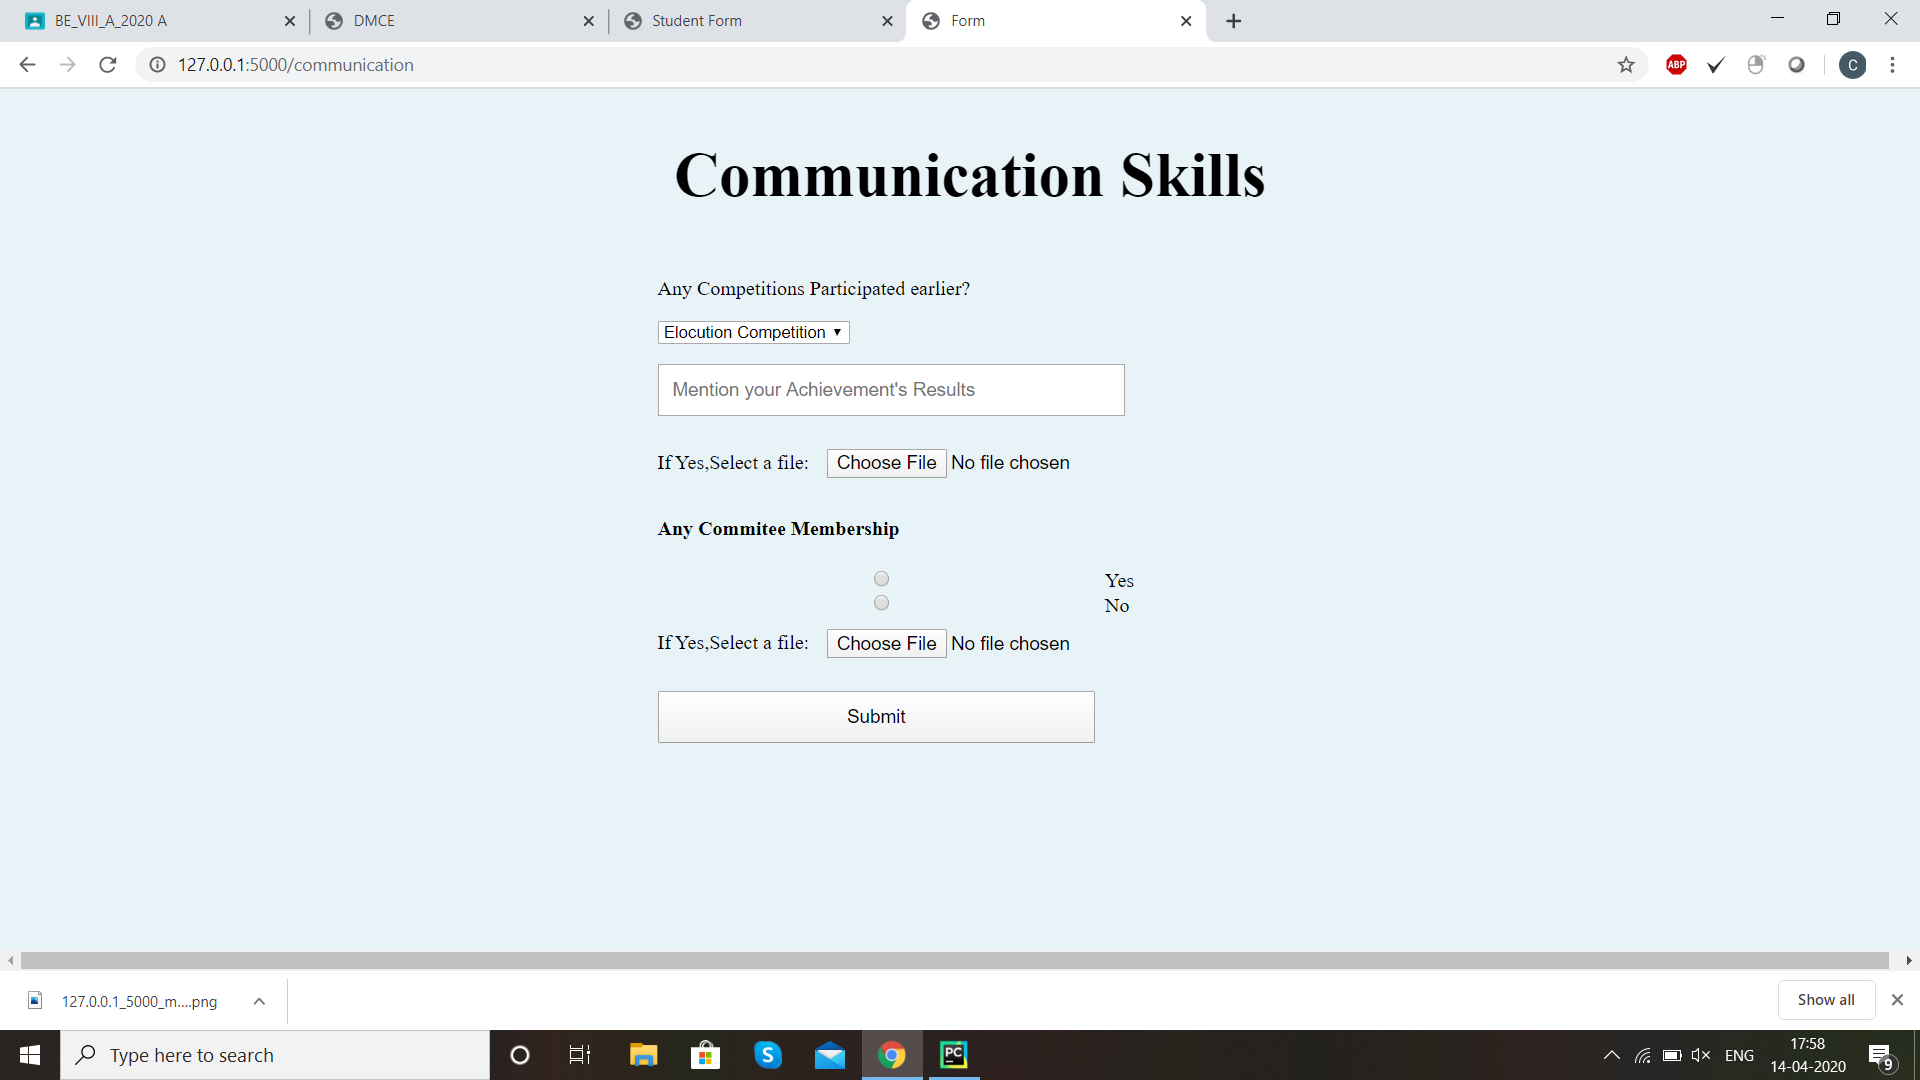 BE_VIII_A_2020 A
DMCE
Student Form
Form
127.0.0.1:5000/communication
ABP
C
Communication Skills
Any Competitions Participated earlier?
Elocution Competition
Mention your Achievement's Results
If Yes,Select a file: Choose File No file chosen
Any Commitee Membership
Yes
No
If Yes,Select a file: Choose File No file chosen
Submit
127.0.0.1_5000_m....png
Show all
Type here to search
S
PC
ENG
17:58
14-04-2020
9